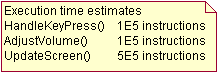 Execution time estimates
HandleKeyPress() 1E5 instructions
AdjustVolume() 1E5 instructions
UpdateScreen() 5E5 instructions